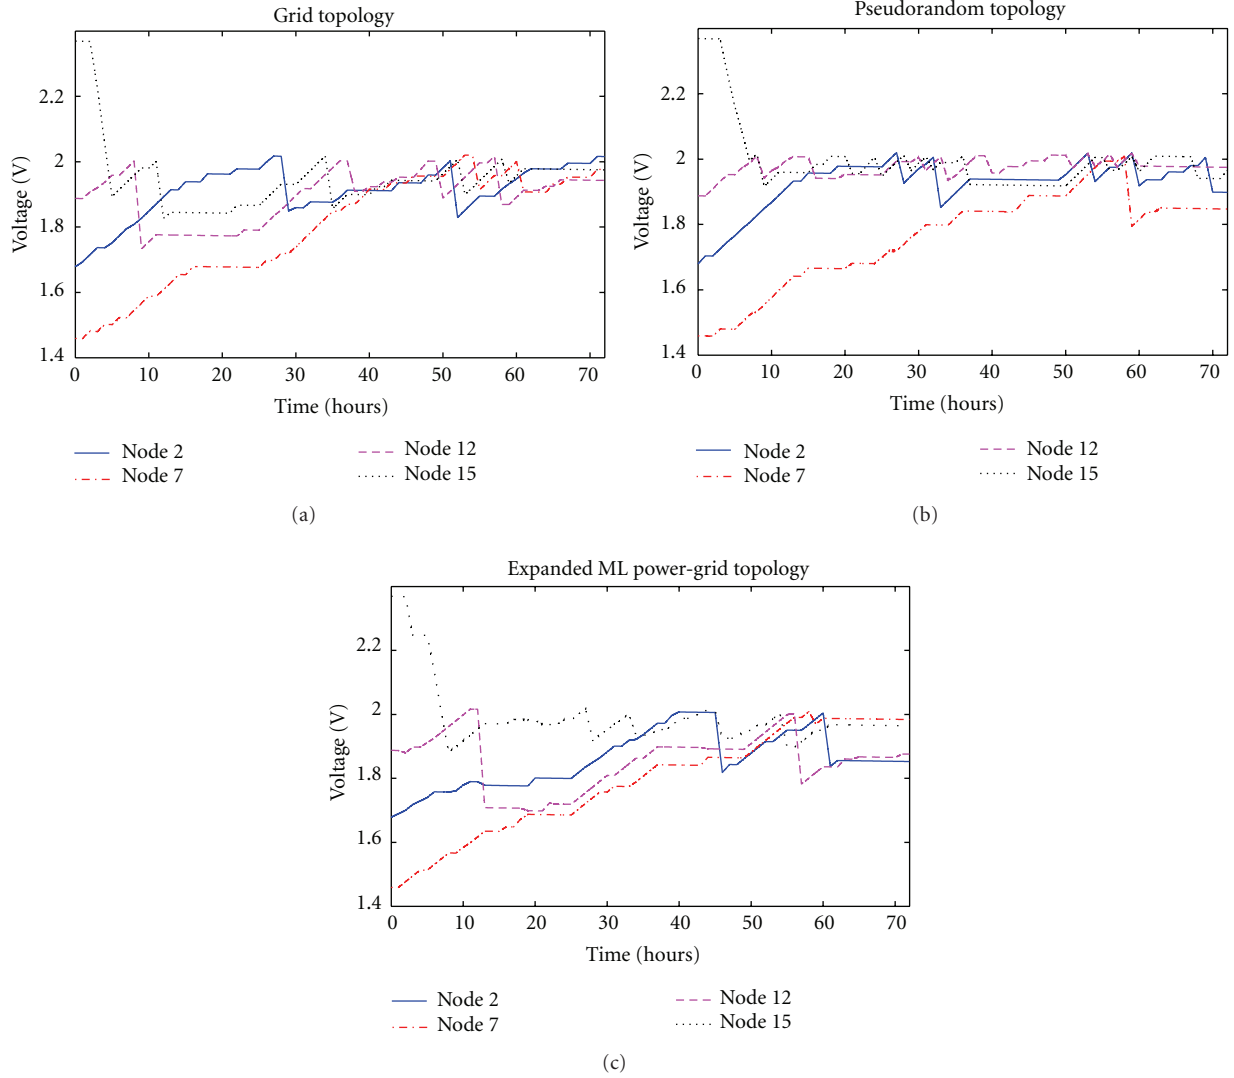 Grid topology
2.2
2
1.8
1.6
1.4
Voltage (V)
0 10 20 30 40 50 60 70
Time (hours)
Node 2
Node 7
Node 12
Node 15
(a)
Pseudorandom topology
2.2
2
1.8
1.6
1.4
Voltage (V)
0 10 20 30 40 50 60 70
Time (hours)
Node 2
Node 7
Node 12
Node 15
(b)
Expanded ML power-grid topology
2.2
2
1.8
1.6
1.4
Voltage (V)
0 10 20 30 40 50 60 70
Time (hours)
Node 2
Node 7
Node 12
Node 15
(c)